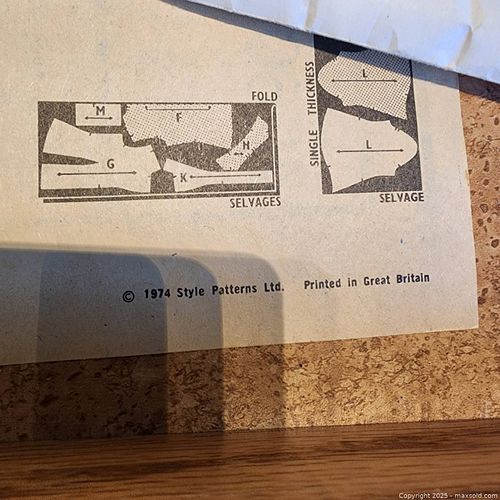 FOLD
M
F
H
G
K
SELVAGES
SINGLE THICKNESS
L
L
SELVAGE
© 1974 Style Patterns Ltd. Printed in Great Britain
Copyright 2025 - maxsold.com